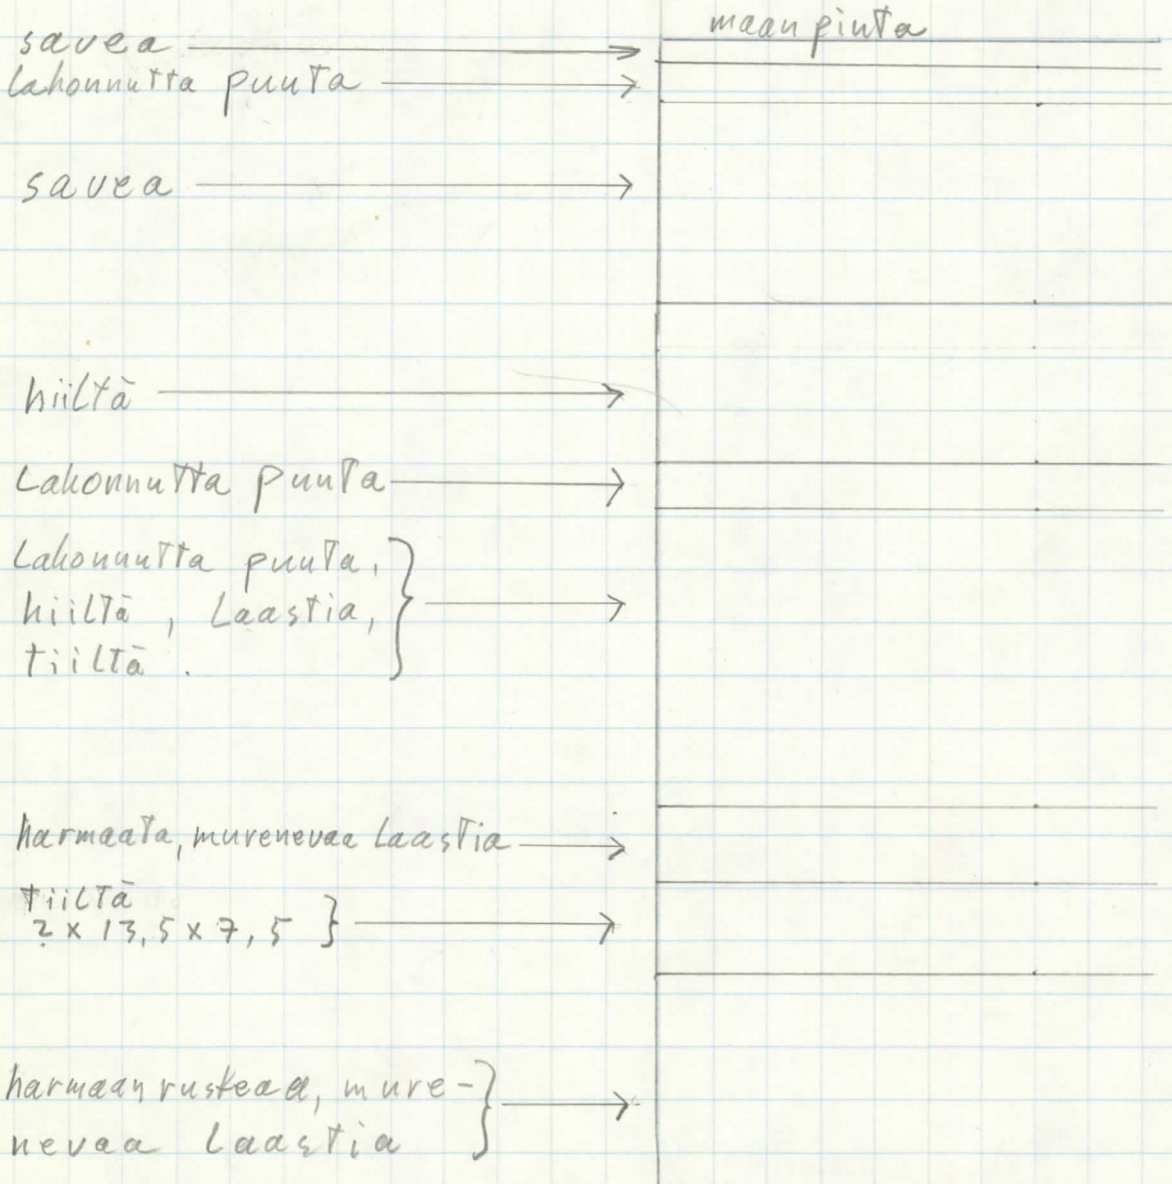 maan pinta
savea
lahonnutta puuta
savea
hiiltä
Lahonnutta puuta
Lahonnutta puuta,
hiiltä, Laastia,
tiiltä.
harmaata, murenevaa Laastia
tiiltä
? x 13,5 x 7,5
harmaanruskeaa, mure-
nevaa Laastia